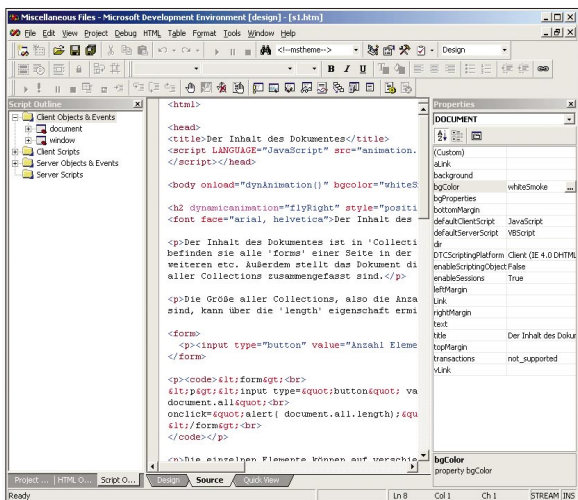 Miscellaneous Files - Microsoft Development Environment [design] - [s1.htm]
File Edit View Project Debug HTML Table Format Tools Window Help
<!--mstheme--> Design
B I U
Script Outline
Client Objects & Events
document
window
Client Scripts
Server Objects & Events
Server Scripts
Project ... HTML O... Script O...
<html>
<head>
<title>Der Inhalt des Dokumentes</title>
<script LANGUAGE="JavaScript" src="animation.
</script></head>
<body onload="dynAnimation()" bgcolor="whiteS
<h2 dynamicanimation="flyRight" style="positi
<font face="arial, helvetica">Der Inhalt des
<p>Der Inhalt des Dokumentes ist in 'Collecti
befinden sie alle 'forms' einer Seite in der
weiteren etc. Außerdem stellt das Dokument di
aller Collections zusammengefasst sind.</p>
<p>Die Größe aller Collections, also die Anza
sind, kann über die 'length' eigenschaft ermi
<form>
<p><input type="button" value="Anzahl Eleme
</form>
<p><code>&lt;form&gt;<br>
&lt;p&gt;&lt;input type=&quot;button&quot; va
document.all&quot;<br>
onclick=&quot;alert( document.all.length);&qu
&lt;/form&gt;<br>
</code></p>
<p>Die einzelnen Elemente können auf verschie
Design Source Quick View
Properties
DOCUMENT
(Custom)
aLink
background
bgColor whiteSmoke ...
bgProperties
bottomMargin
defaultClientScript JavaScript
defaultServerScript VBScript
dir
DTCScriptingPlatform Client (IE 4.0 DHTML
enableScriptingObject False
enableSessions True
leftMargin
Link
rightMargin
text
title Der Inhalt des Dokur
topMargin
transactions not_supported
vLink
bgColor
property bgColor
Ready Ln 8 Col 1 Ch 1 STREAM INS